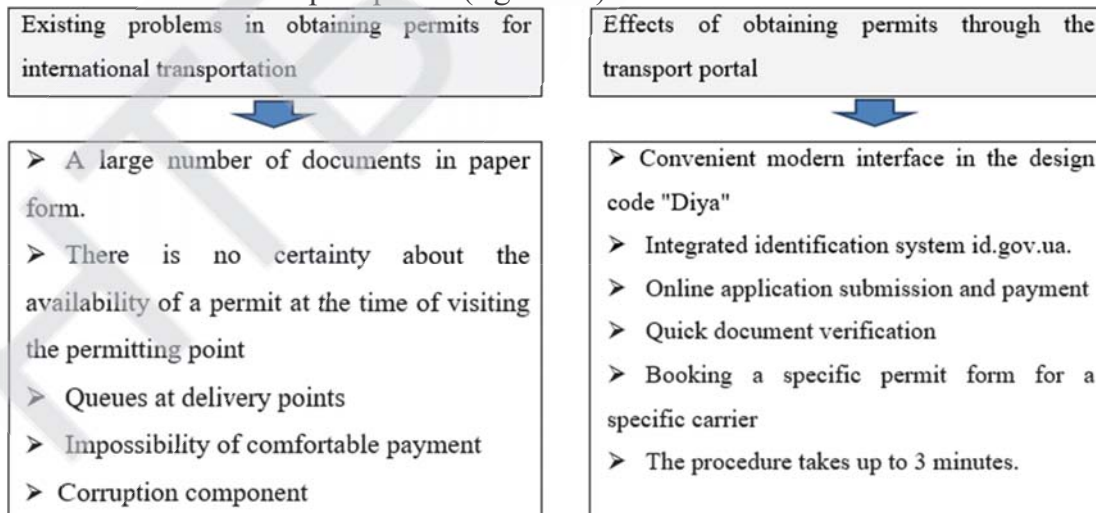 Existing problems in obtaining permits for
international transportation
➢ A large number of documents in paper
form.
➢ There is no certainty about the
availability of a permit at the time of visiting
the permitting point
➢ Queues at delivery points
➢ Impossibility of comfortable payment
➢ Corruption component
Effects of obtaining permits through the
transport portal
➢ Convenient modern interface in the design
code "Diya"
➢ Integrated identification system id.gov.ua.
➢ Online application submission and payment
➢ Quick document verification
➢ Booking a specific permit form for a
specific carrier
➢ The procedure takes up to 3 minutes.